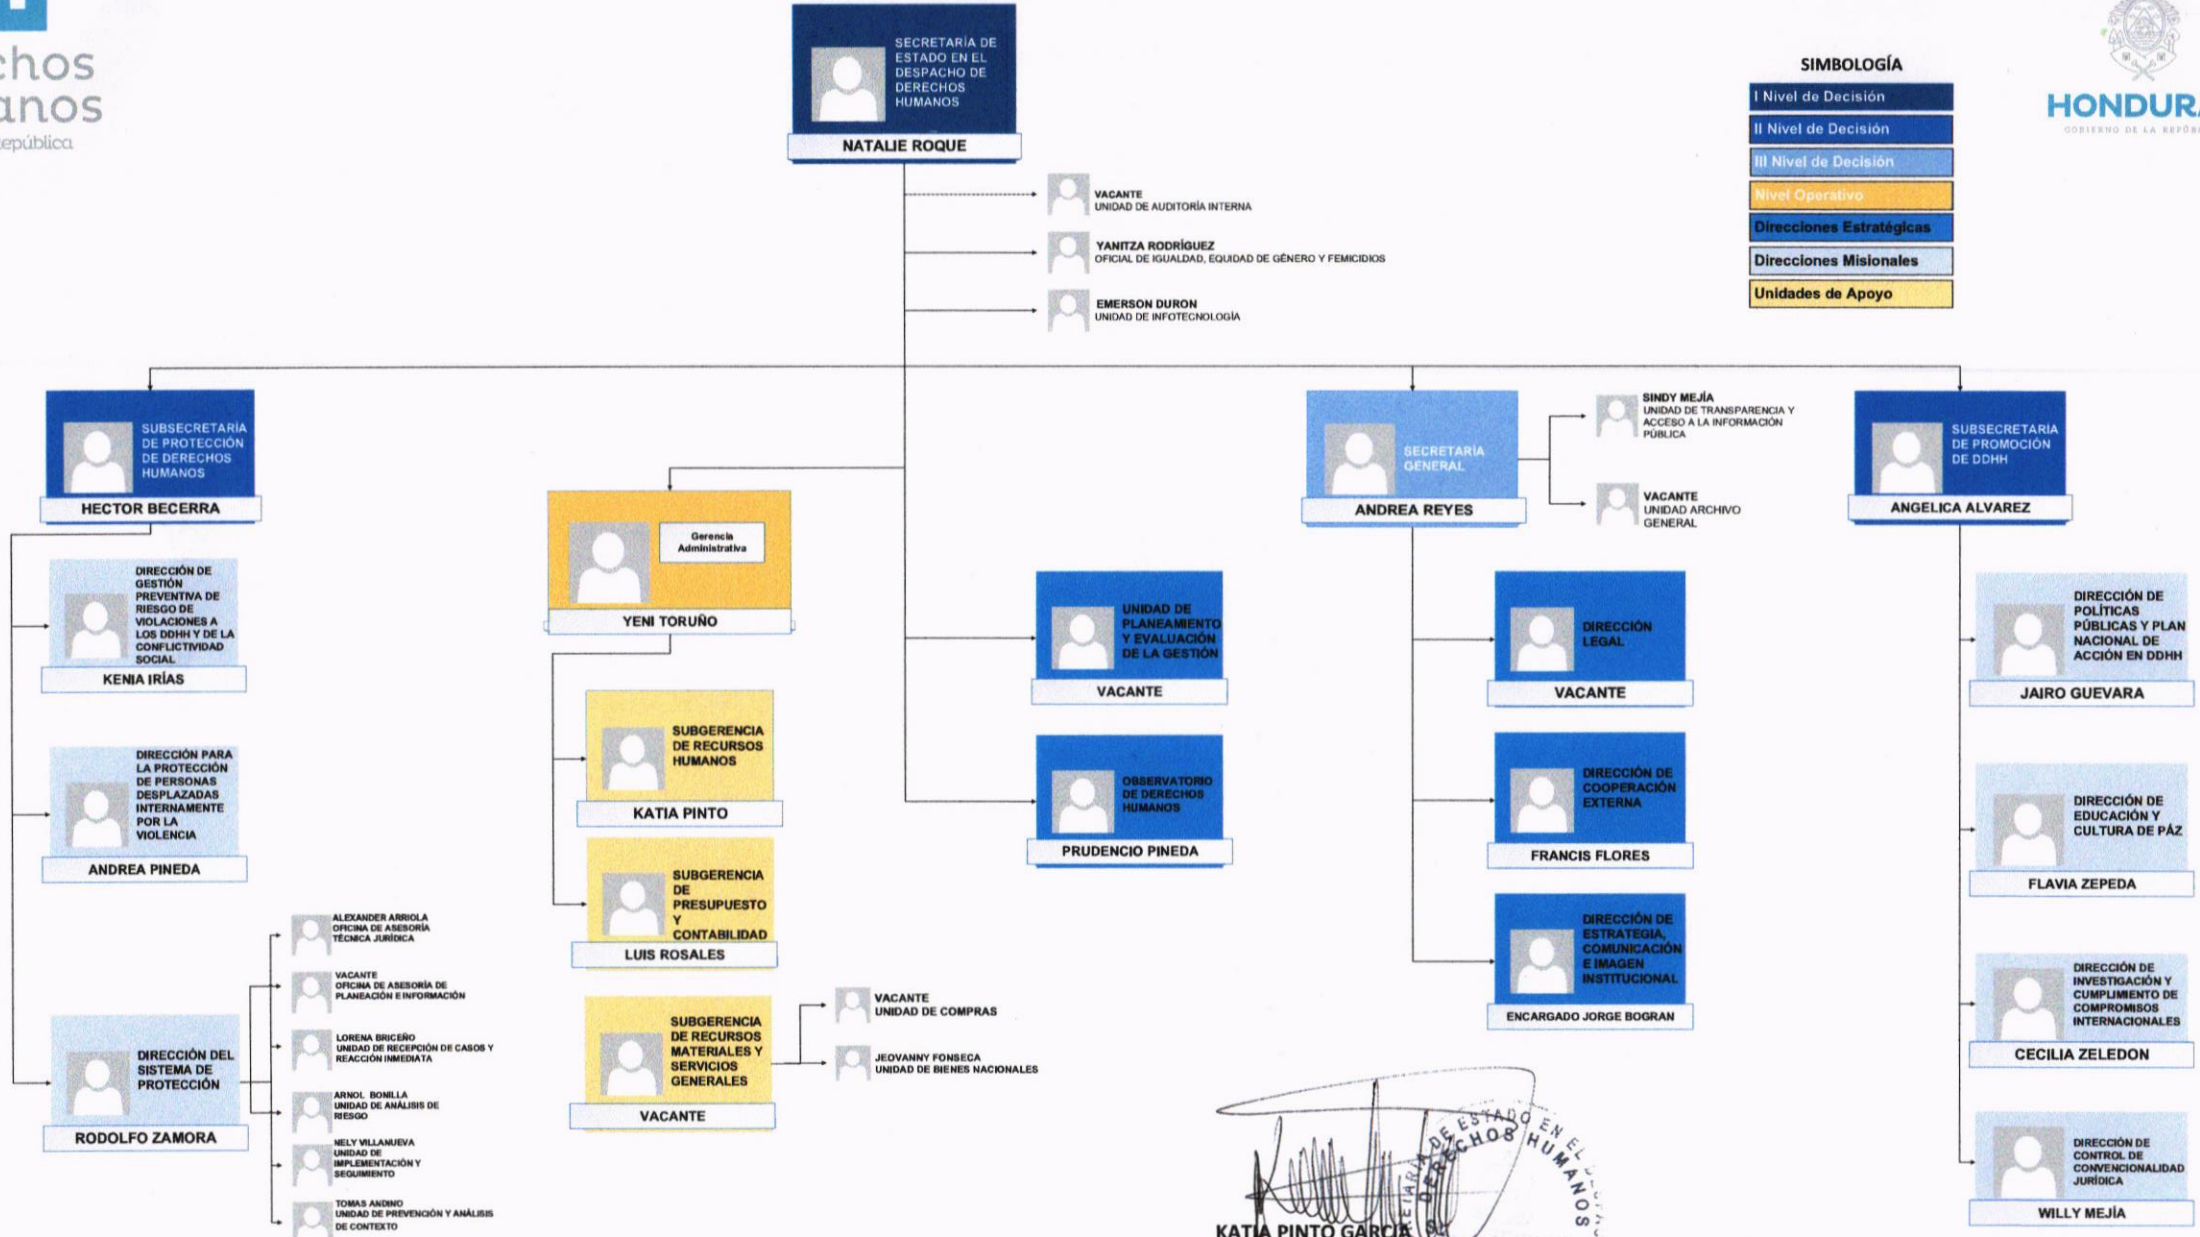 chos
anos
epública
SECRETARÍA DE
ESTADO EN EL
DESPACHO DE
DERECHOS
HUMANOS
NATALIE ROQUE
SIMBOLOGÍA
I Nivel de Decisión
II Nivel de Decisión
III Nivel de Decisión
Nivel Operativo
Direcciones Estratégicas
Direcciones Misionales
Unidades de Apoyo
HONDURA
GOBIERNO DE LA REPÚB
VACANTE
UNIDAD DE AUDITORÍA INTERNA
YANITZA RODRÍGUEZ
OFICIAL DE IGUALDAD, EQUIDAD DE GÉNERO Y FEMICIDIOS
EMERSON DURON
UNIDAD DE INFOTECNOLOGÍA
SUBSECRETARÍA
DE PROTECCIÓN
DE DERECHOS
HUMANOS
HECTOR BECERRA
DIRECCIÓN DE
GESTIÓN
PREVENTIVA DE
RIESGO DE
VIOLACIONES A
LOS DDHH Y DE LA
CONFLICTIVIDAD
SOCIAL
KENIA IRÍAS
DIRECCIÓN PARA
LA PROTECCIÓN
DE PERSONAS
DESPLAZADAS
INTERNAMENTE
POR LA
VIOLENCIA
ANDREA PINEDA
DIRECCIÓN DEL
SISTEMA DE
PROTECCIÓN
RODOLFO ZAMORA
ALEXANDER ARRIOLA
OFICINA DE ASESORÍA
TÉCNICA JURÍDICA
VACANTE
OFICINA DE ASESORÍA DE
PLANEACIÓN E INFORMACIÓN
LORENA BRICEÑO
UNIDAD DE RECEPCIÓN DE CASOS Y
REACCIÓN INMEDIATA
ARNOL BONILLA
UNIDAD DE ANÁLISIS DE
RIESGO
NELY VILLANUEVA
UNIDAD DE
IMPLEMENTACIÓN Y
SEGUIMIENTO
TOMAS ANDINO
UNIDAD DE PREVENCIÓN Y ANÁLISIS
DE CONTEXTO
Gerencia
Administrativa
YENI TORUÑO
SUBGERENCIA
DE RECURSOS
HUMANOS
KATIA PINTO
SUBGERENCIA
DE
PRESUPUESTO
Y
CONTABILIDAD
LUIS ROSALES
SUBGERENCIA
DE RECURSOS
MATERIALES Y
SERVICIOS
GENERALES
VACANTE
VACANTE
UNIDAD DE COMPRAS
JEOVANNY FONSECA
UNIDAD DE BIENES NACIONALES
UNIDAD DE
PLANEAMIENTO
Y EVALUACIÓN
DE LA GESTIÓN
VACANTE
OBSERVATORIO
DE DERECHOS
HUMANOS
PRUDENCIO PINEDA
SECRETARÍA
GENERAL
ANDREA REYES
SINDY MEJÍA
UNIDAD DE TRANSPARENCIA Y
ACCESO A LA INFORMACIÓN
PÚBLICA
VACANTE
UNIDAD ARCHIVO
GENERAL
DIRECCIÓN
LEGAL
VACANTE
DIRECCIÓN DE
COOPERACIÓN
EXTERNA
FRANCIS FLORES
DIRECCIÓN DE
ESTRATEGIA,
COMUNICACIÓN
E IMAGEN
INSTITUCIONAL
ENCARGADO JORGE BOGRAN
SUBSECRETARÍA
DE PROMOCIÓN
DE DDHH
ANGELICA ALVAREZ
DIRECCIÓN DE
POLÍTICAS
PÚBLICAS Y PLAN
NACIONAL DE
ACCIÓN EN DDHH
JAIRO GUEVARA
DIRECCIÓN DE
EDUCACIÓN Y
CULTURA DE PÁZ
FLAVIA ZEPEDA
DIRECCIÓN DE
INVESTIGACIÓN Y
CUMPLIMIENTO DE
COMPROMISOS
INTERNACIONALES
CECILIA ZELEDON
DIRECCIÓN DE
CONTROL DE
CONVENCIONALIDAD
JURÍDICA
WILLY MEJÍA
DE ESTADO EN EL
DERECHOS HUMANOS
KATIA PINTO GARCIA